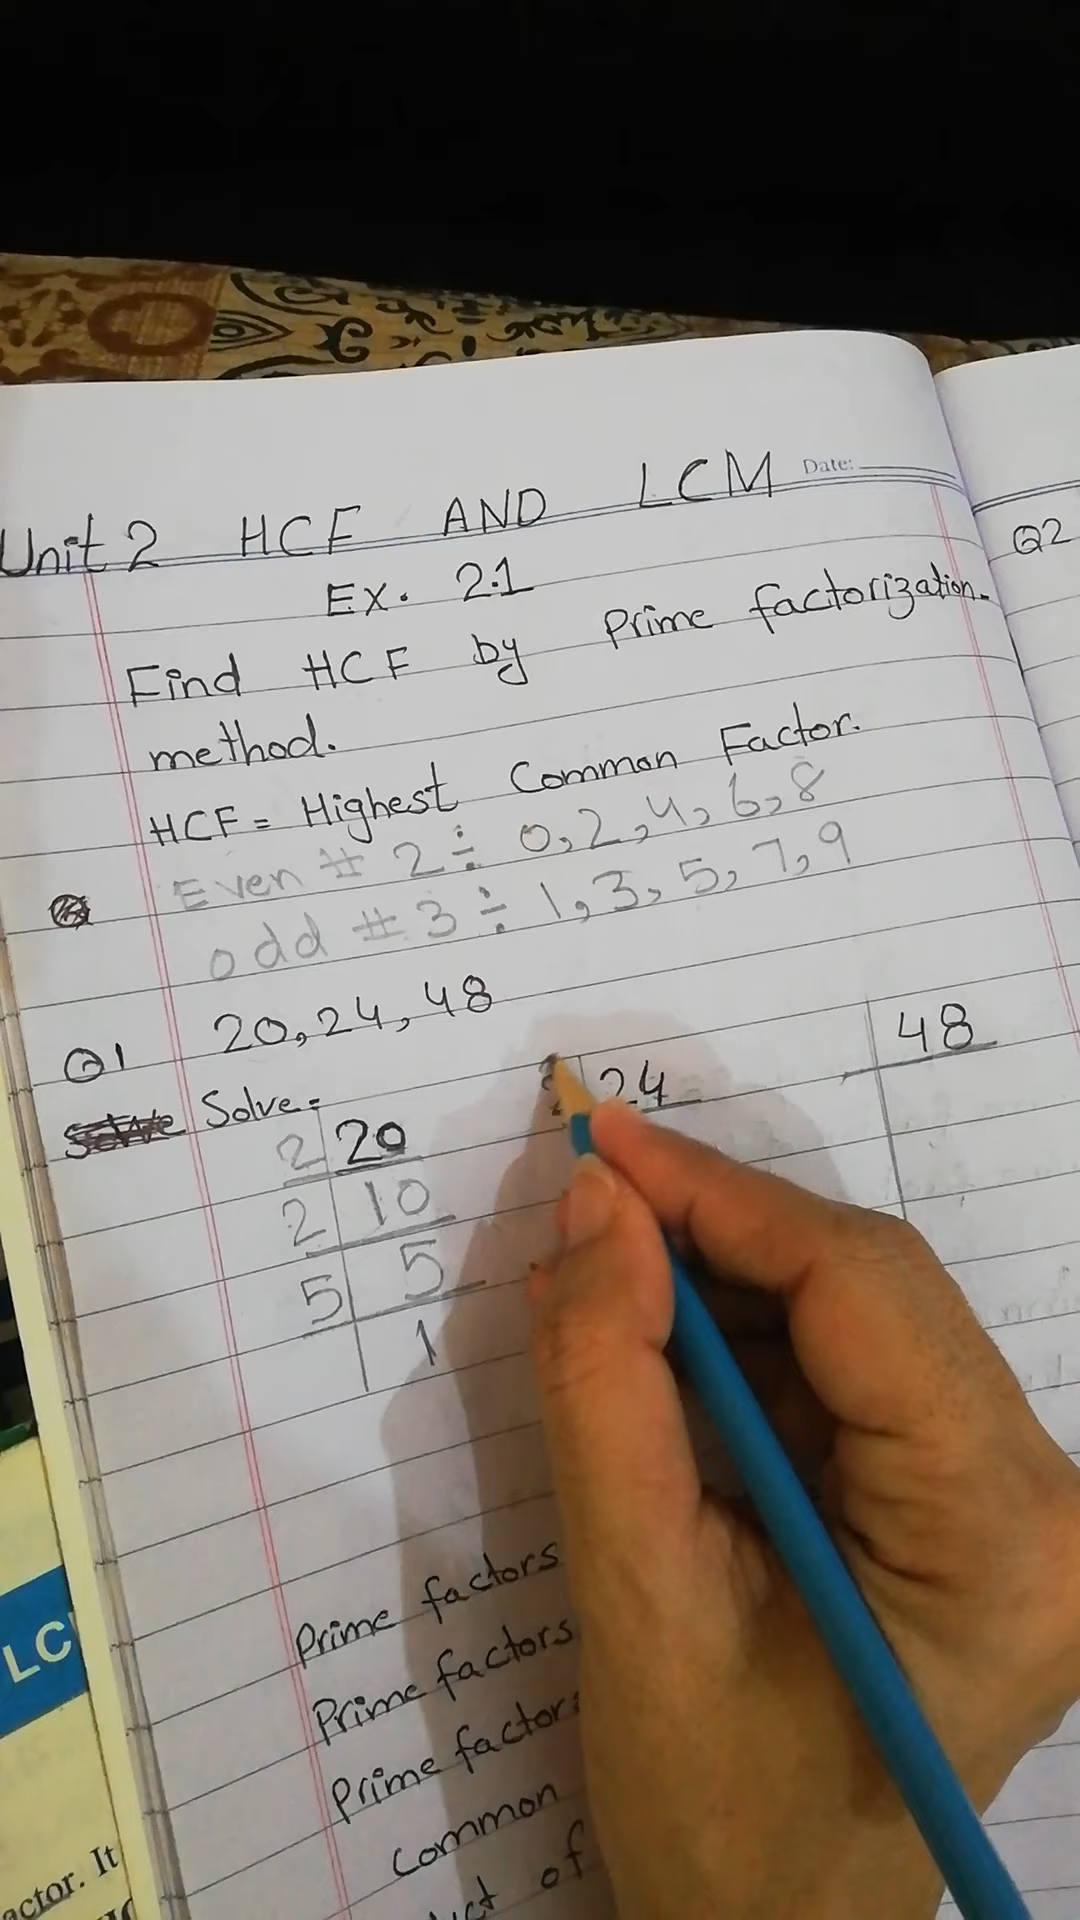 Date:
Unit 2 HCF AND LCM
Ex. 2.1
Find HCF by Prime factorization.
method.
HCF = Highest Common Factor.
Even # 2 ÷ 0, 2, 4, 6, 8
odd # 3 ÷ 1, 3, 5, 7, 9
Q1 20, 24, 48
Solve:
2 20
2 10
5 5
1
2 24
48
Prime factors
Prime factors
Prime factors
Common
of
Q2
LC
actor. It